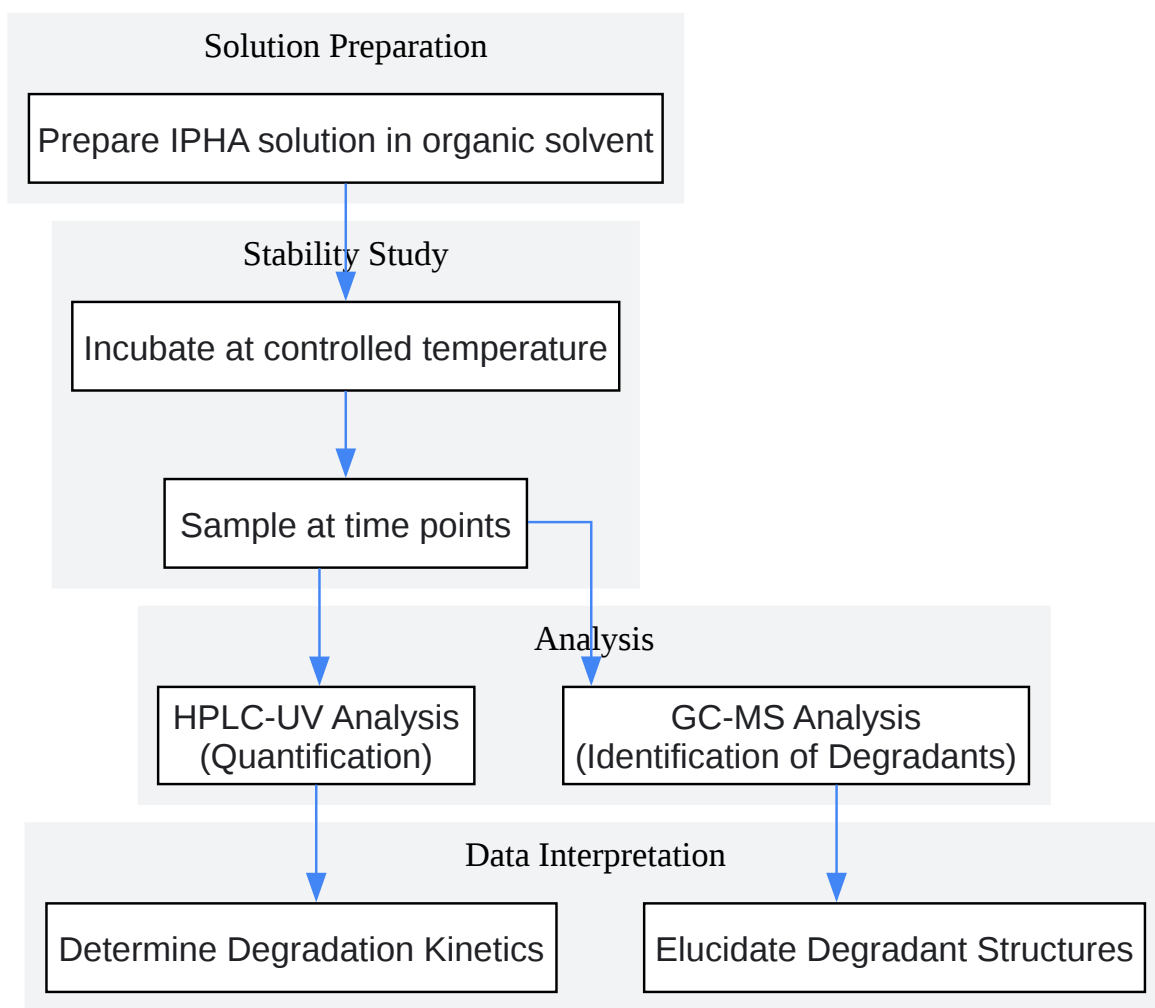 Solution Preparation
Prepare IPHA solution in organic solvent
Stability Study
Incubate at controlled temperature
Sample at time points
Analysis
HPLC-UV Analysis
(Quantification)
GC-MS Analysis
(Identification of Degradants)
Data Interpretation
Determine Degradation Kinetics
Elucidate Degradant Structures